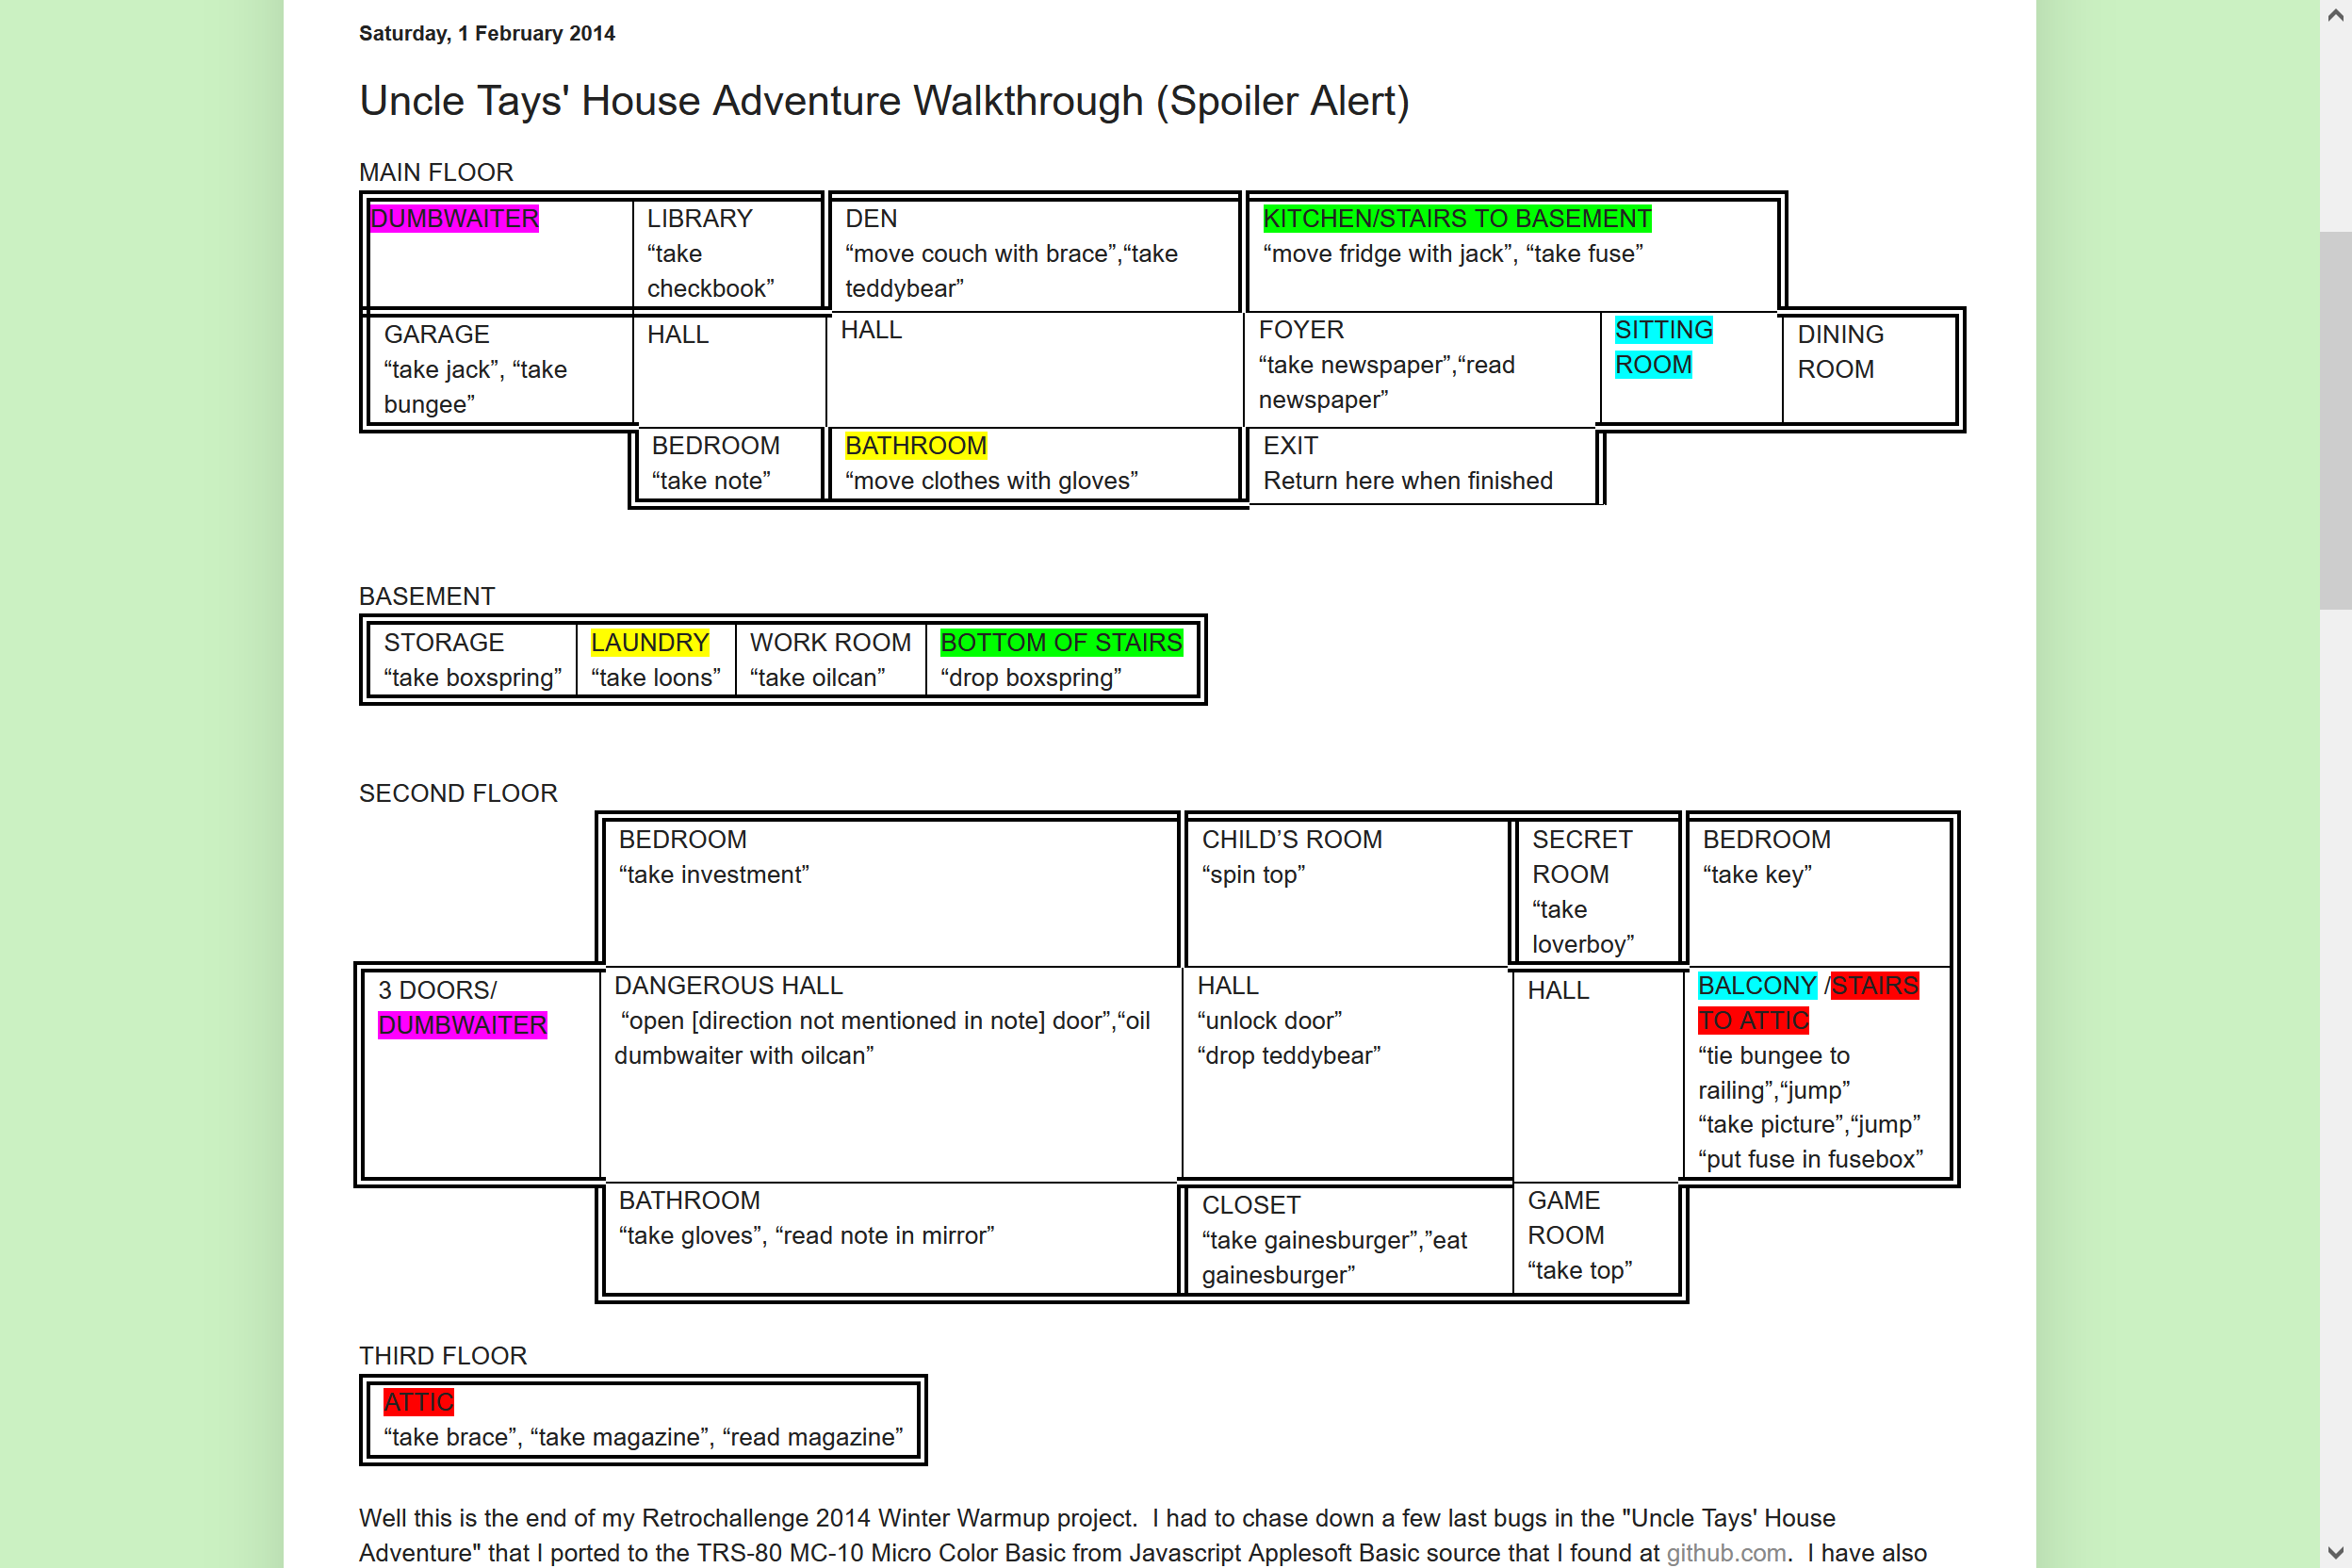 Saturday, 1 February 2014
Uncle Tays' House Adventure Walkthrough (Spoiler Alert)
MAIN FLOOR
DUMBWAITER
LIBRARY
“take
checkbook”
DEN
“move couch with brace”,“take
teddybear”
KITCHEN/STAIRS TO BASEMENT
“move fridge with jack”, “take fuse”
GARAGE
“take jack”, “take
bungee”
HALL
HALL
FOYER
“take newspaper”,“read
newspaper”
SITTING
ROOM
DINING
ROOM
BEDROOM
“take note”
BATHROOM
“move clothes with gloves”
EXIT
Return here when finished
BASEMENT
STORAGE
“take boxspring”
LAUNDRY
“take loons”
WORK ROOM
“take oilcan”
BOTTOM OF STAIRS
“drop boxspring”
SECOND FLOOR
BEDROOM
“take investment”
CHILD’S ROOM
“spin top”
SECRET
ROOM
“take
loverboy”
BEDROOM
“take key”
3 DOORS/
DUMBWAITER
DANGEROUS HALL
“open [direction not mentioned in note] door”,“oil
dumbwaiter with oilcan”
HALL
“unlock door”
“drop teddybear”
HALL
BALCONY /STAIRS
TO ATTIC
“tie bungee to
railing”,“jump”
“take picture”,“jump”
“put fuse in fusebox”
BATHROOM
“take gloves”, “read note in mirror”
CLOSET
“take gainesburger”,”eat
gainesburger”
GAME
ROOM
“take top”
THIRD FLOOR
ATTIC
“take brace”, “take magazine”, “read magazine”
Well this is the end of my Retrochallenge 2014 Winter Warmup project.  I had to chase down a few last bugs in the "Uncle Tays' House
Adventure" that I ported to the TRS-80 MC-10 Micro Color Basic from Javascript Applesoft Basic source that I found at github.com.  I have also